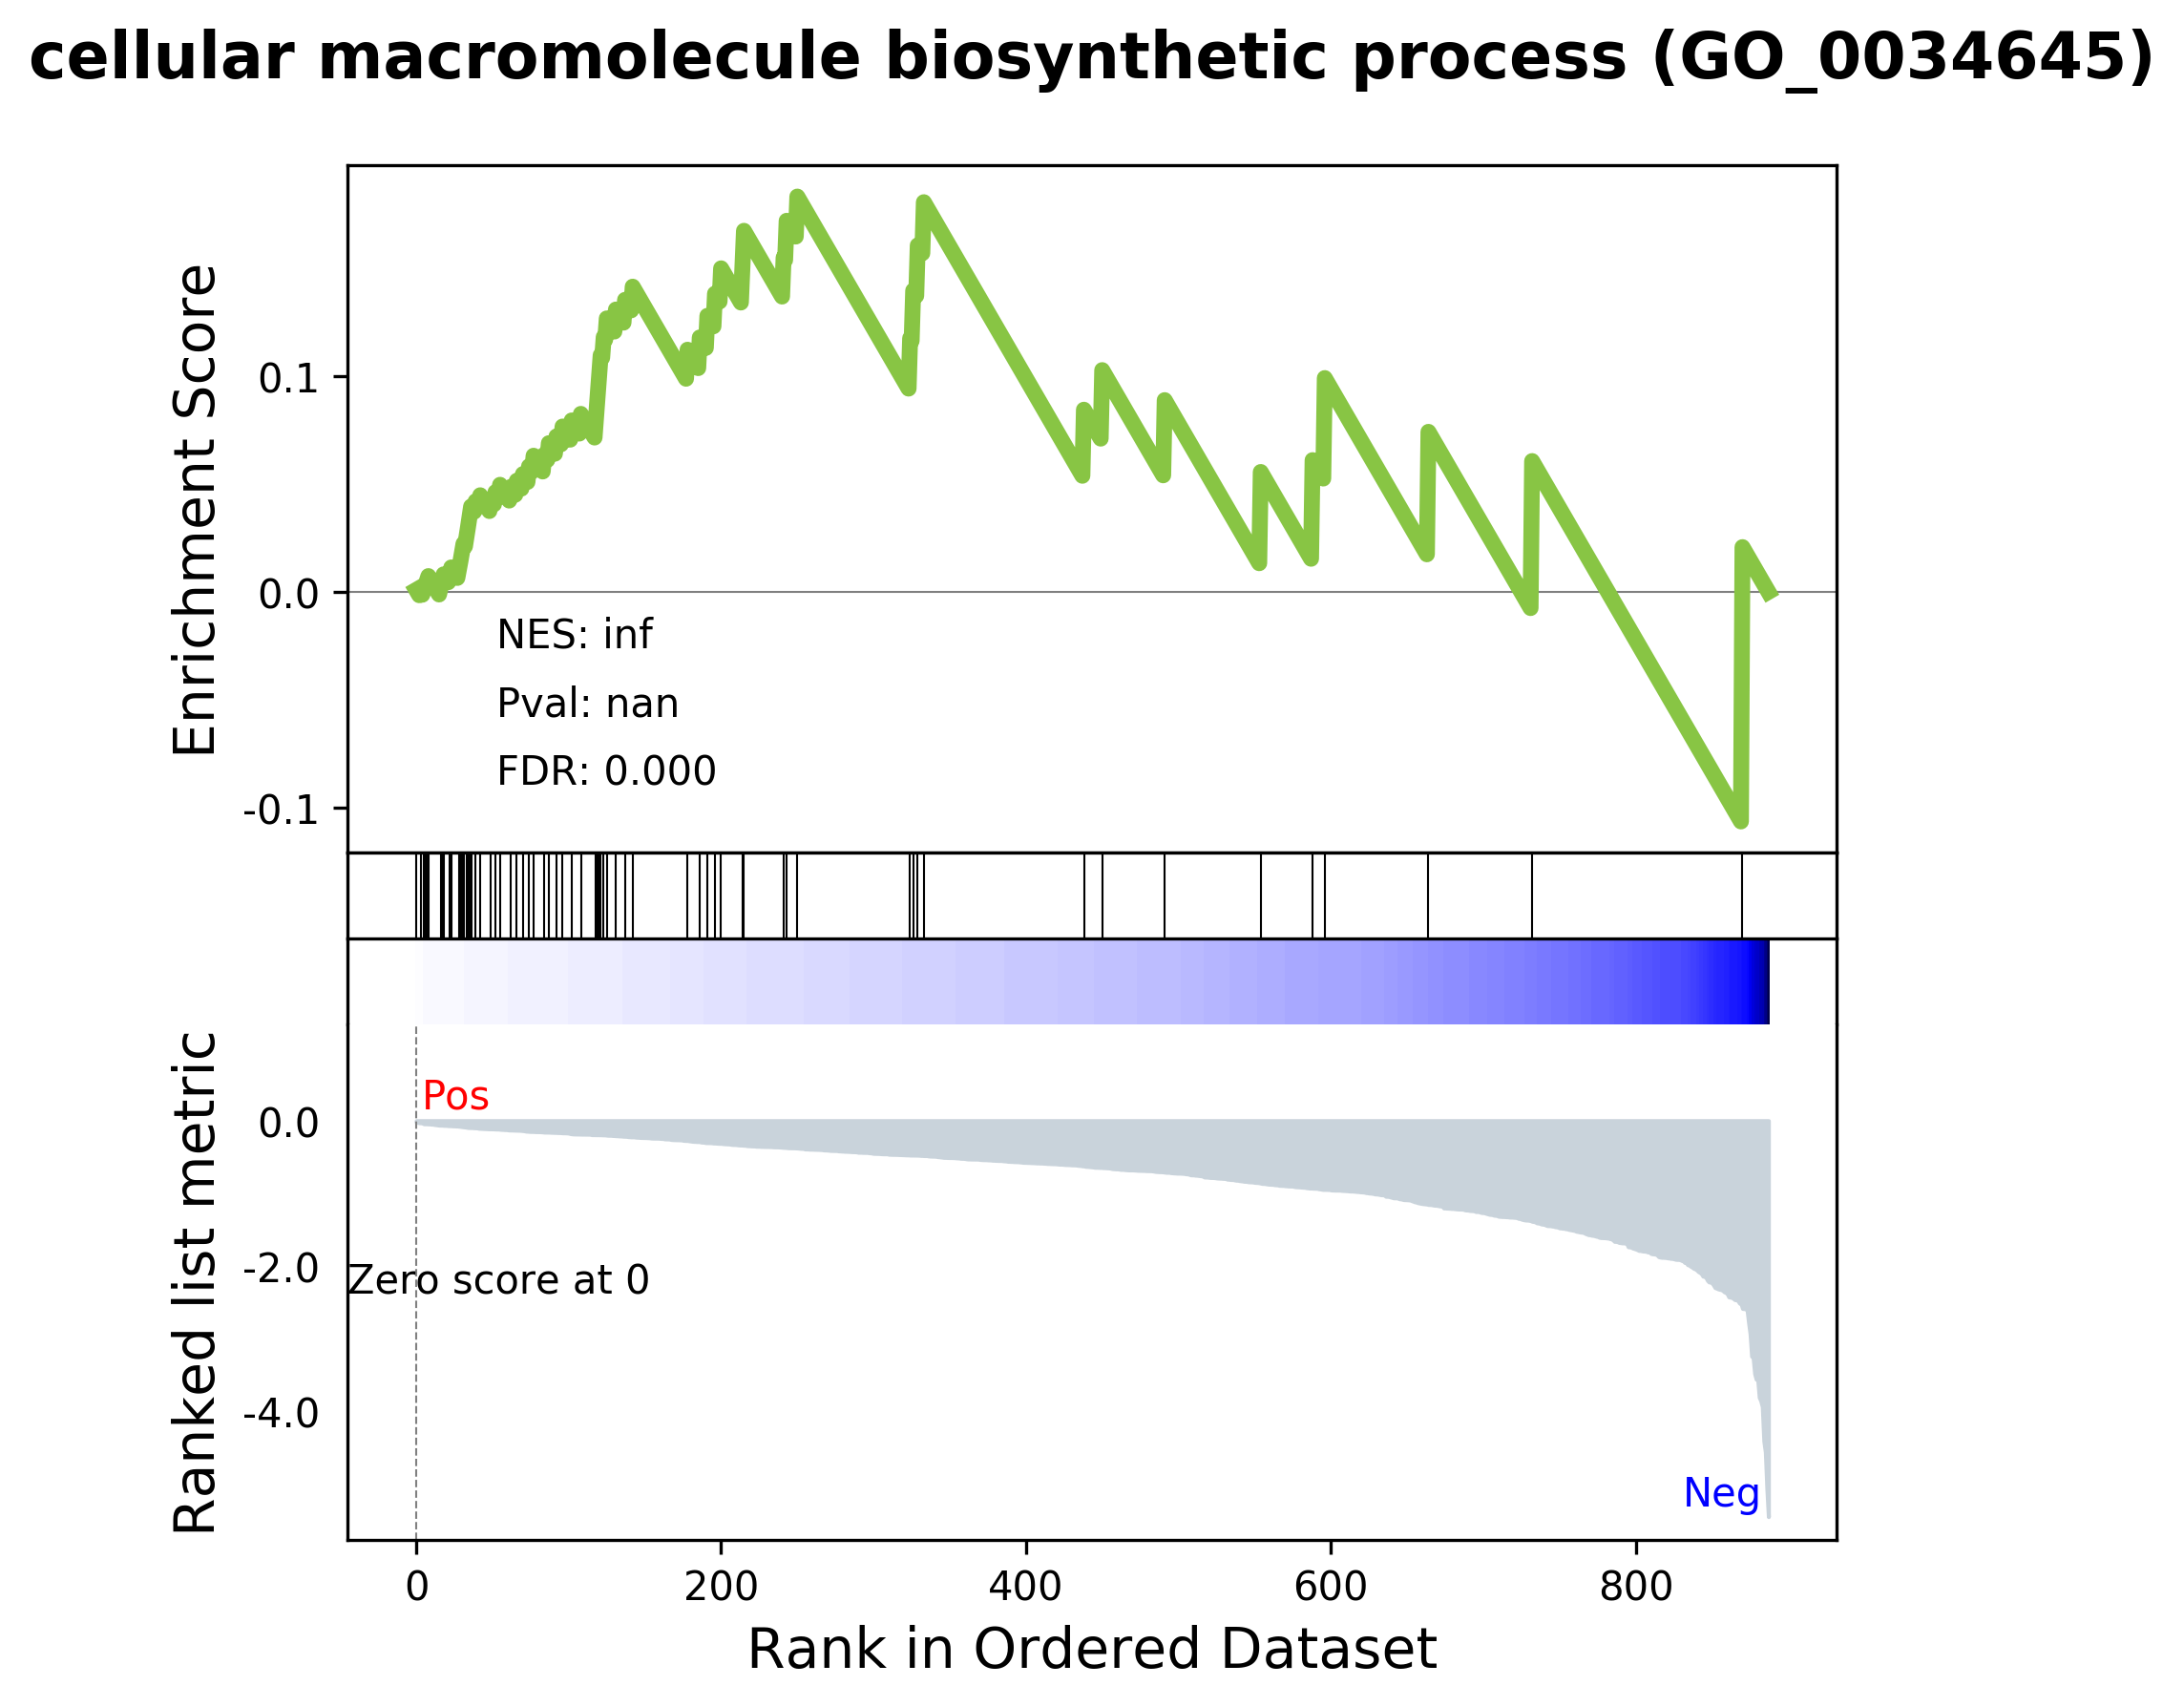 cellular macromolecule biosynthetic process (GO_0034645)
Enrichment Score
0.1
0.0
-0.1
NES: inf
Pval: nan
FDR: 0.000
Ranked list metric
Pos
0.0
-2.0
Zero score at 0
-4.0
Neg
0 200 400 600 800
Rank in Ordered Dataset